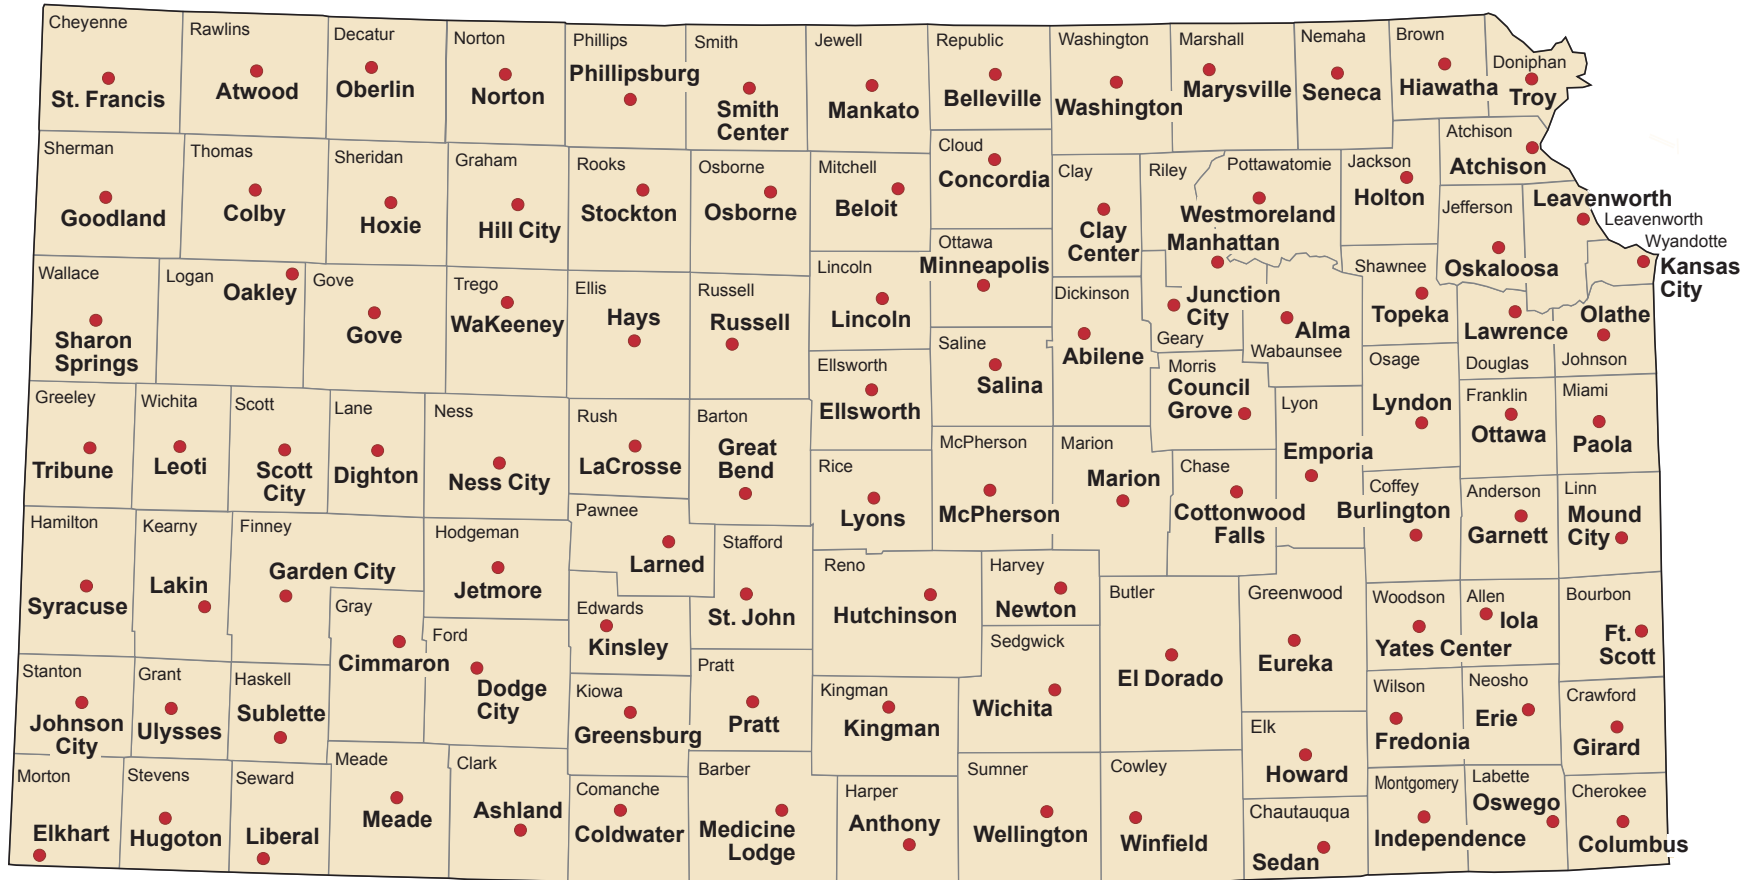 Cheyenne
St. Francis
Rawlins
Atwood
Decatur
Oberlin
Norton
Norton
Phillips
Phillipsburg
Smith
Smith
Center
Jewell
Mankato
Republic
Belleville
Washington
Washington
Marshall
Marysville
Nemaha
Seneca
Brown
Hiawatha
Doniphan
Troy
Sherman
Goodland
Thomas
Colby
Sheridan
Hoxie
Graham
Hill City
Rooks
Stockton
Osborne
Osborne
Mitchell
Beloit
Cloud
Concordia
Clay
Clay
Center
Riley
Manhattan
Pottawatomie
Westmoreland
Jackson
Holton
Atchison
Atchison
Jefferson
Oskaloosa
Leavenworth
Leavenworth
Wyandotte
Kansas
City
Wallace
Sharon
Springs
Logan
Oakley
Gove
Gove
Trego
WaKeeney
Ellis
Hays
Russell
Russell
Lincoln
Lincoln
Ottawa
Minneapolis
Saline
Salina
Dickinson
Abilene
Junction
City
Geary
Alma
Wabaunsee
Shawnee
Topeka
Lawrence
Douglas
Olathe
Johnson
Ellsworth
Ellsworth
Morris
Council
Grove
Osage
Lyndon
Franklin
Ottawa
Miami
Paola
Greeley
Tribune
Wichita
Leoti
Scott
Scott
City
Lane
Dighton
Ness
Ness City
Rush
LaCrosse
Barton
Great
Bend
Rice
Lyons
McPherson
McPherson
Marion
Marion
Chase
Cottonwood
Falls
Lyon
Emporia
Coffey
Burlington
Anderson
Garnett
Linn
Mound
City
Hamilton
Syracuse
Kearny
Lakin
Finney
Garden City
Gray
Cimmaron
Hodgeman
Jetmore
Ford
Dodge
City
Pawnee
Larned
Edwards
Kinsley
Stafford
St. John
Reno
Hutchinson
Harvey
Newton
Sedgwick
Wichita
Butler
El Dorado
Greenwood
Eureka
Woodson
Yates Center
Allen
Iola
Bourbon
Ft.
Scott
Stanton
Johnson
City
Grant
Ulysses
Haskell
Sublette
Kiowa
Greensburg
Pratt
Pratt
Kingman
Kingman
Elk
Howard
Wilson
Fredonia
Neosho
Erie
Crawford
Girard
Morton
Elkhart
Stevens
Hugoton
Seward
Liberal
Meade
Meade
Clark
Ashland
Comanche
Coldwater
Barber
Medicine
Lodge
Harper
Anthony
Sumner
Wellington
Cowley
Winfield
Chautauqua
Sedan
Montgomery
Independence
Labette
Oswego
Cherokee
Columbus